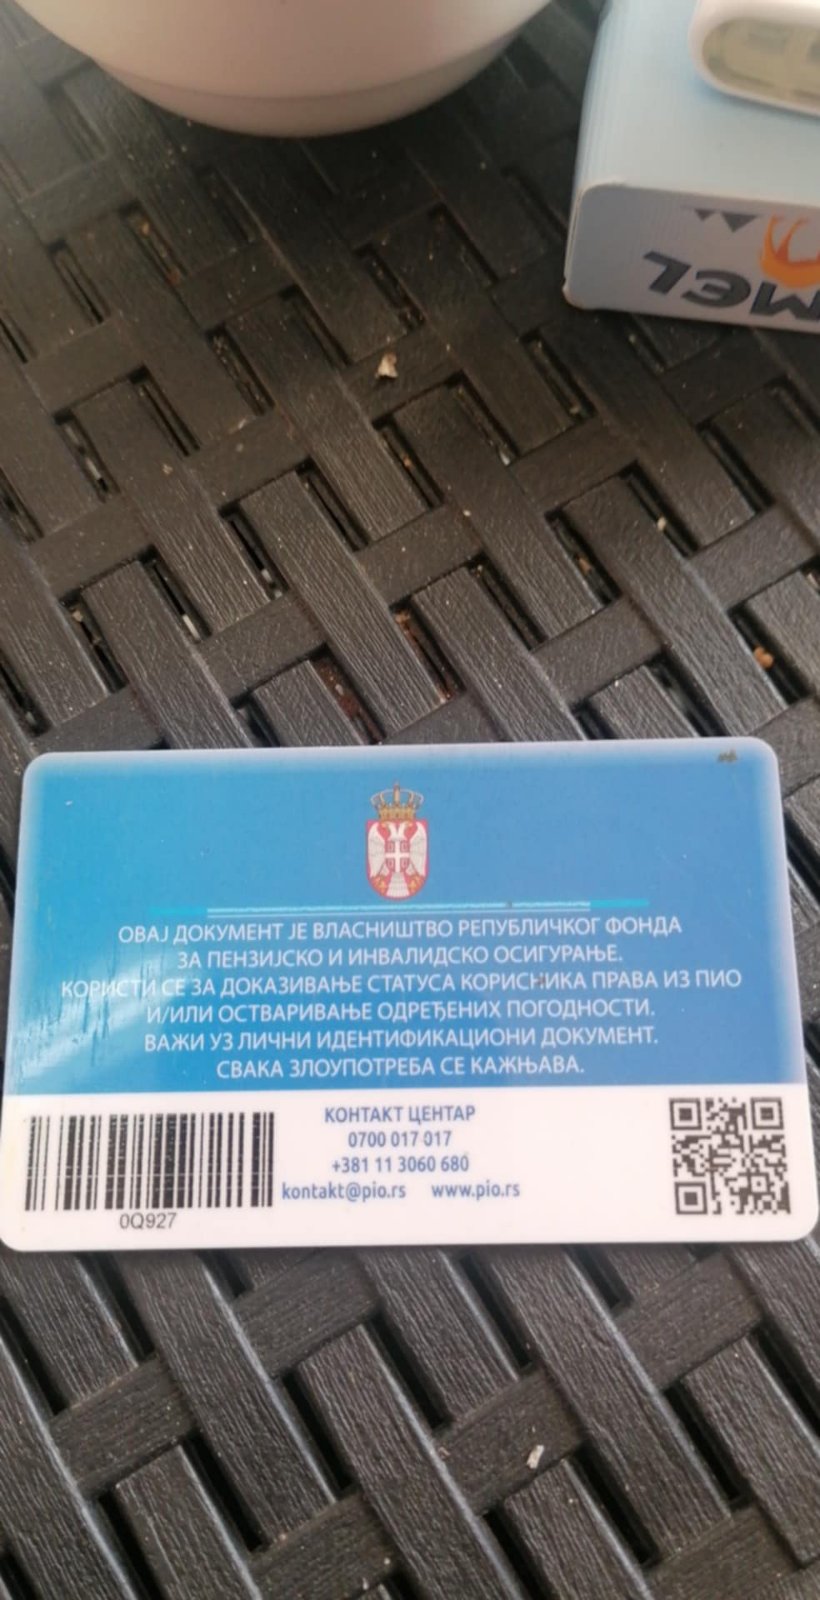 MEL
ОВАЈ ДОКУМЕНТ ЈЕ ВЛАСНИШТВО РЕПУБЛИЧКОГ ФОНДА
ЗА ПЕНЗИЈСКО И ИНВАЛИДСКО ОСИГУРАЊЕ.
КОРИСТИ СЕ ЗА ДОКАЗИВАЊЕ СТАТУСА КОРИСНИКА ПРАВА ИЗ ПИО
И/ИЛИ ОСТВАРИВАЊЕ ОДРЕЂЕНИХ ПОГОДНОСТИ.
ВАЖИ УЗ ЛИЧНИ ИДЕНТИФИКАЦИОНИ ДОКУМЕНТ.
СВАКА ЗЛОУПОТРЕБА СЕ КАЖЊАВА.
КОНТАКТ ЦЕНТАР
0700 017 017
+381 11 3060 680
kontakt@pio.rs www.pio.rs
0Q927